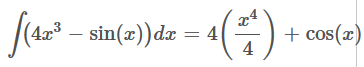 ∫(4x³ − sin(x))dx = 4(x⁴/4) + cos(x)